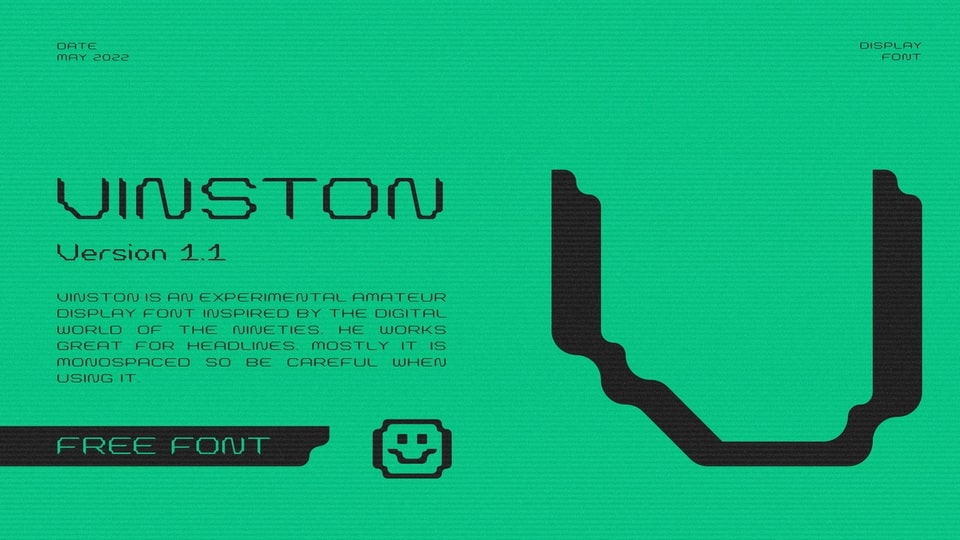 DATE
MAY 2022
DISPLAY
FONT
VINSTON
Version 1.1
VINSTON IS AN EXPERIMENTAL AMATEUR
DISPLAY FONT INSPIRED BY THE DIGITAL
WORLD OF THE NINETIES. HE WORKS
GREAT FOR HEADLINES. MOSTLY IT IS
MONOSPACED SO BE CAREFUL WHEN
USING IT.
FREE FONT
V